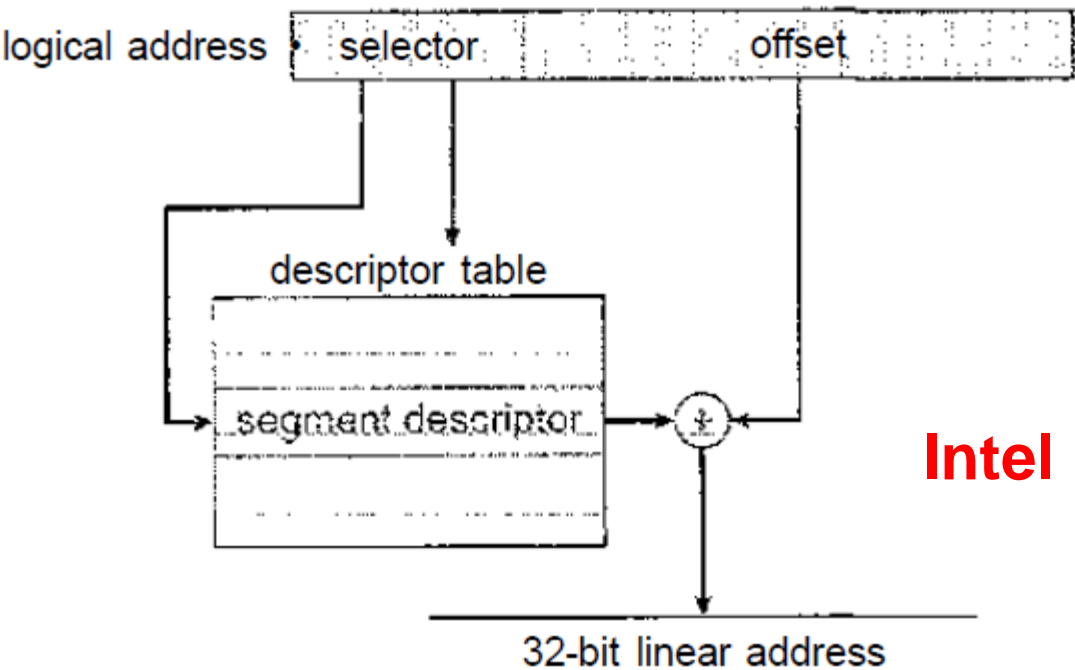 logical address selector offset
descriptor table
segment descriptor
+
Intel
32-bit linear address